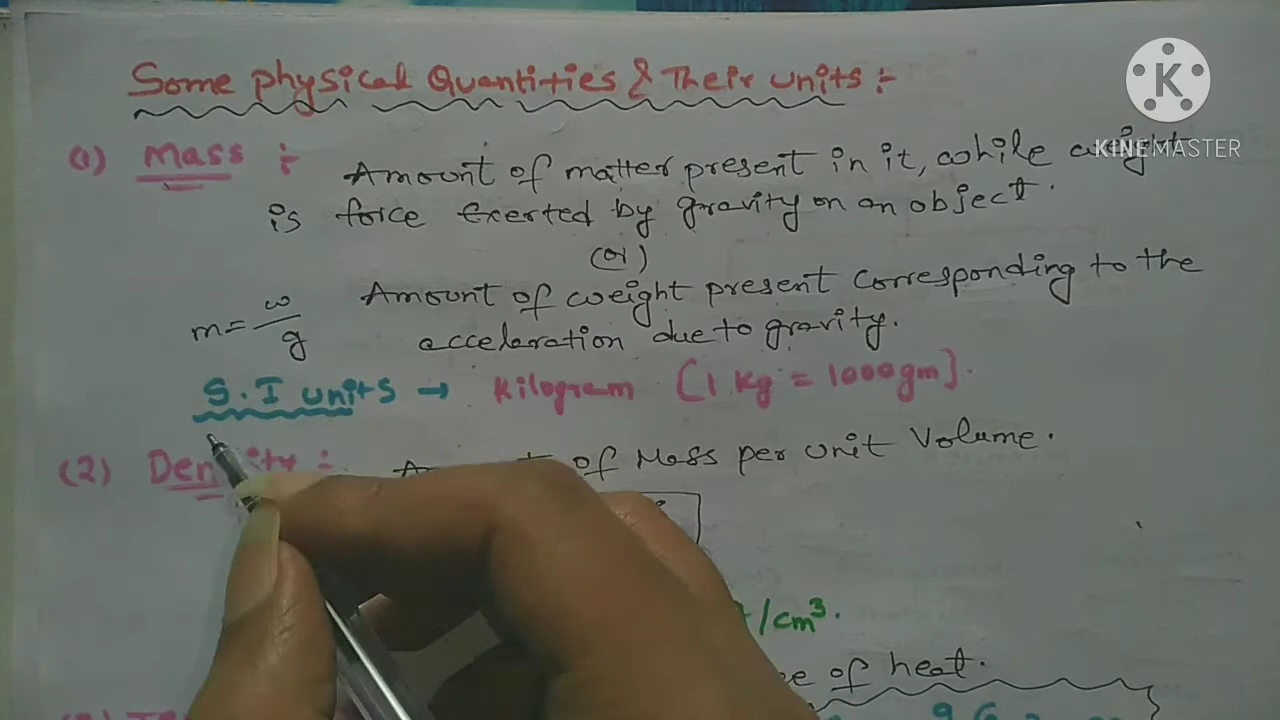 Some physical Quantities & Their units :-
K
KINEMASTER
(1) Mass :- Amount of matter present in it, while weight
is force exerted by gravity on an object.
(or)
m = w/g Amount of weight present corresponding to the
acceleration due to gravity.
S.I units → Kilogram (1 Kg = 1000gm).
(2) Density :- of Mass per unit Volume.
/cm³.
of heat.